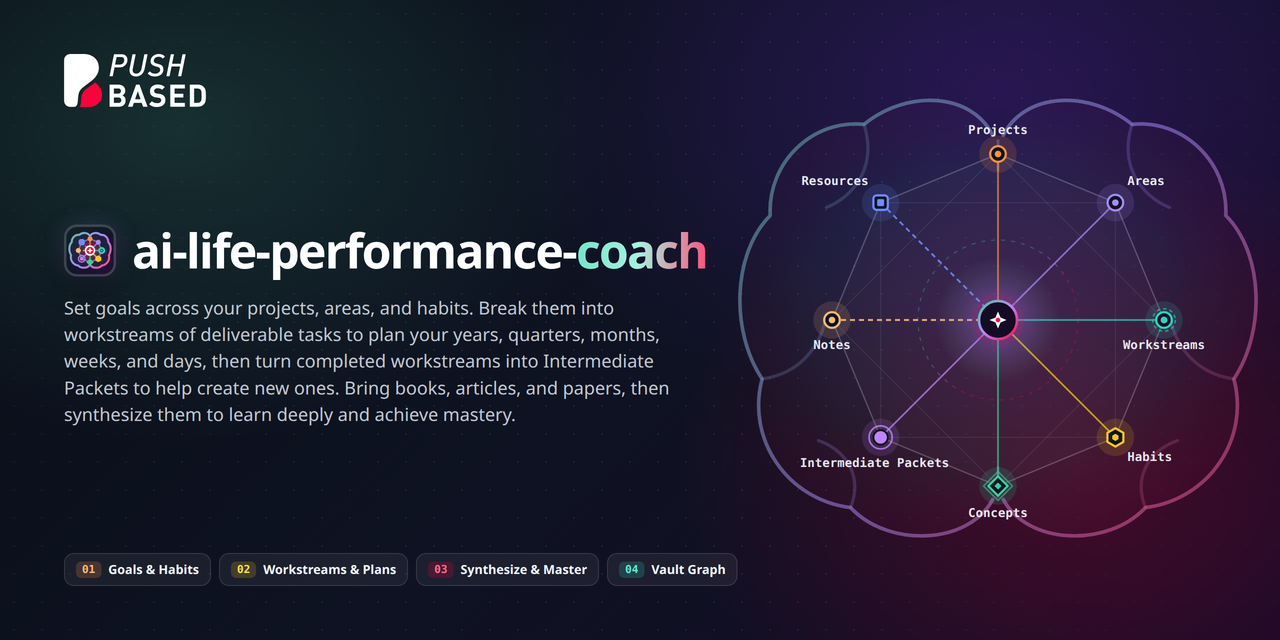 PUSH
BASED
ai-life-performance-coach
Set goals across your projects, areas, and habits. Break them into
workstreams of deliverable tasks to plan your years, quarters, months,
weeks, and days, then turn completed workstreams into Intermediate
Packets to help create new ones. Bring books, articles, and papers, then
synthesize them to learn deeply and achieve mastery.
01 Goals & Habits
02 Workstreams & Plans
03 Synthesize & Master
04 Vault Graph
Projects
Resources
Areas
Notes
Workstreams
Intermediate Packets
Habits
Concepts